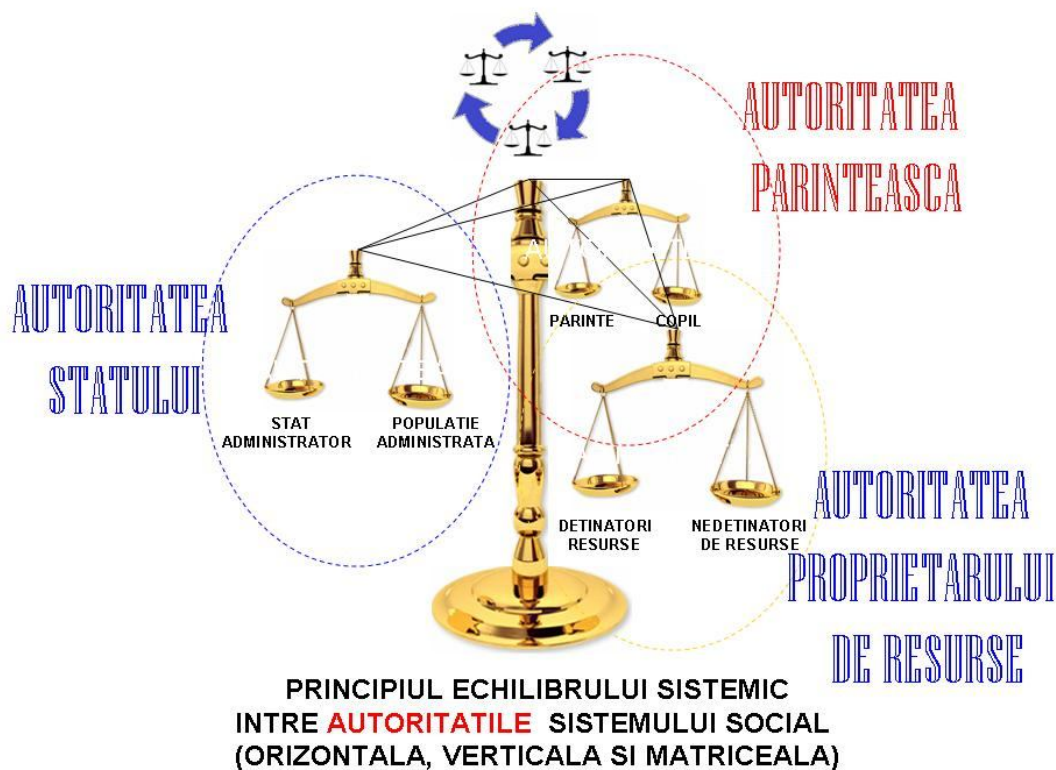 AUTORITATEA
PARINTEASCA
PARINTE COPIL
AUTORITATEA
STATULUI
STAT
ADMINISTRATOR
POPULATIE
ADMINISTRATA
DETINATORI
RESURSE
NEDETINATORI
DE RESURSE
AUTORITATEA
PROPRIETARULUI
DE RESURSE
PRINCIPIUL ECHILIBRULUI SISTEMIC
INTRE AUTORITATILE SISTEMULUI SOCIAL
(ORIZONTALA, VERTICALA SI MATRICEALA)